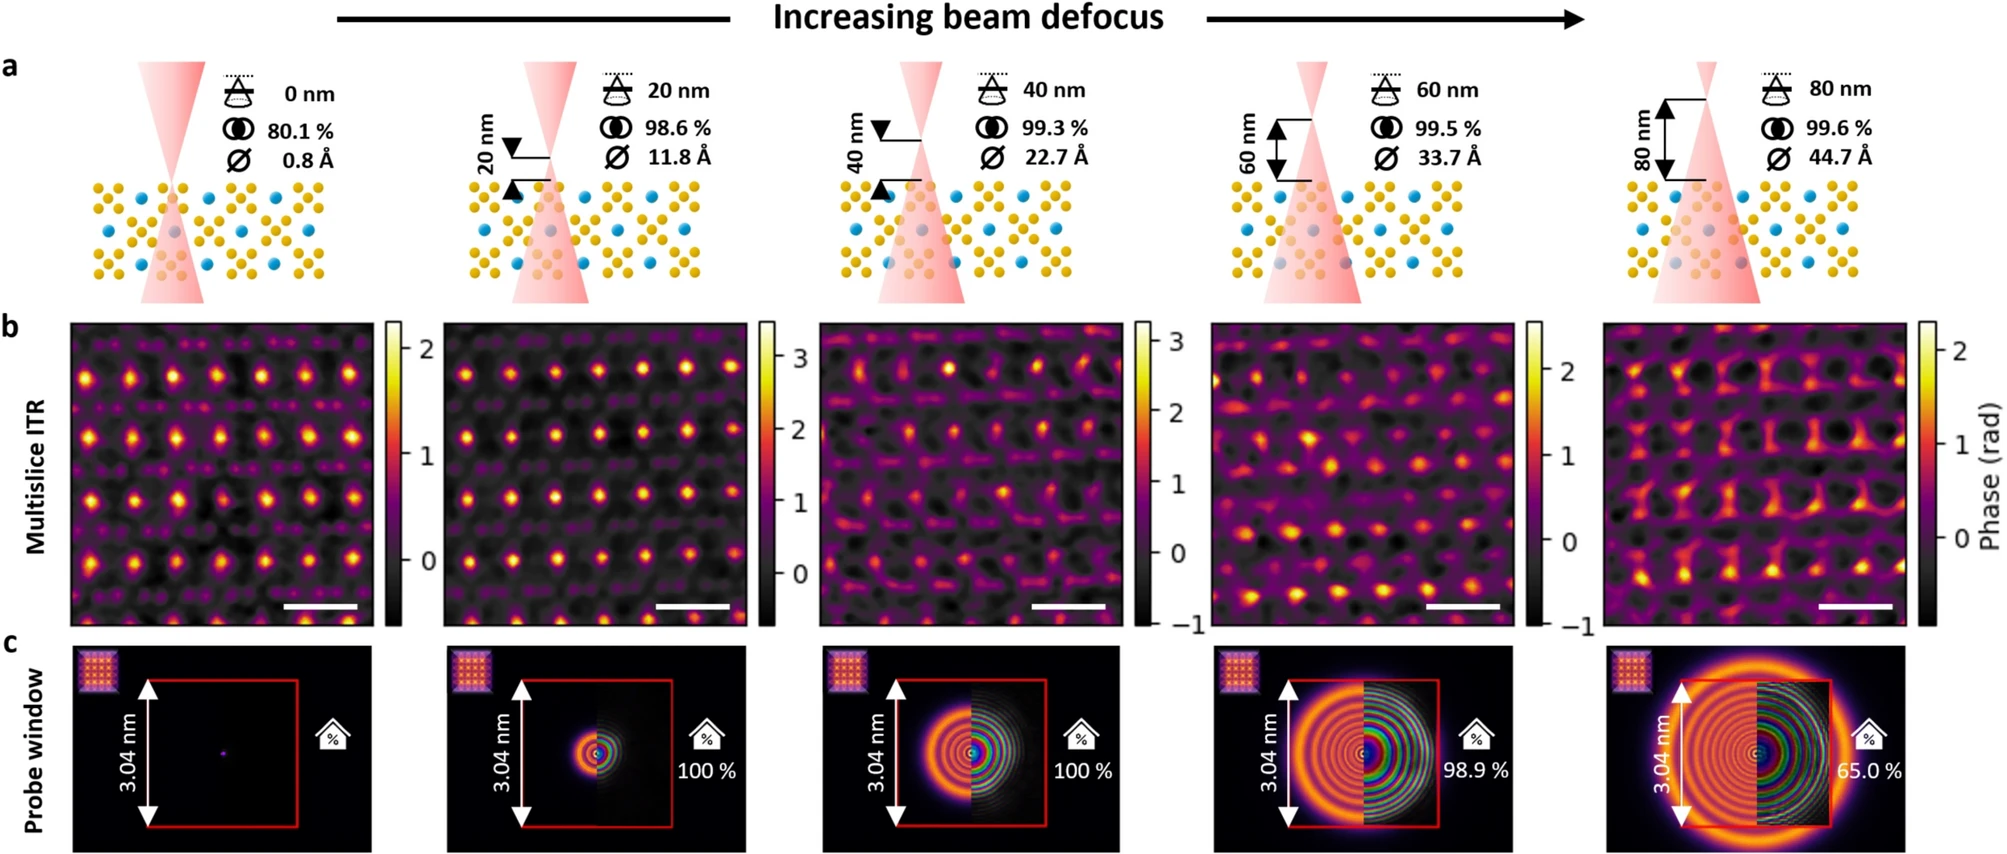 Increasing beam defocus
a
0 nm
80.1 %
0.8 Å
20 nm
20 nm
98.6 %
11.8 Å
40 nm
40 nm
99.3 %
22.7 Å
60 nm
60 nm
99.5 %
33.7 Å
80 nm
80 nm
99.6 %
44.7 Å
b
Multislice ITR
2
1
0
3
2
1
0
3
2
1
0
−1
2
1
0
−1
2
1
0
Phase (rad)
c
Probe window
3.04 nm
%
3.04 nm
%
100 %
3.04 nm
%
100 %
3.04 nm
%
98.9 %
3.04 nm
%
65.0 %